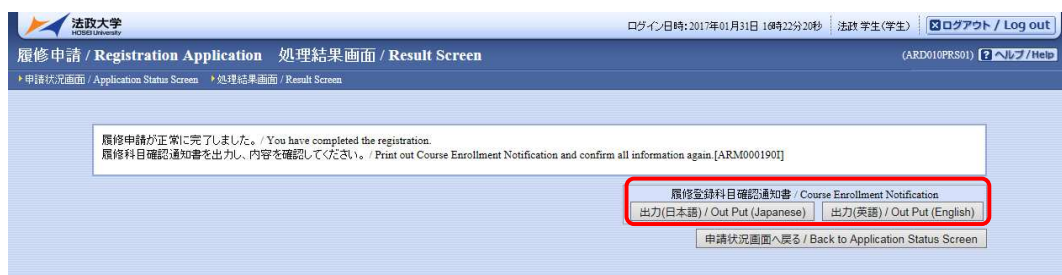 法政大学
HOSEI University
ログイン日時:2017年01月31日 16時22分20秒 法政 学生(学生) ログアウト / Log out
履修申請 / Registration Application 処理結果画面 / Result Screen
(ARD010PRS01) ? ヘルプ/Help
申請状況画面 / Application Status Screen 処理結果画面 / Result Screen
履修申請が正常に完了しました。 / You have completed the registration.
履修科目確認通知書を出力し、内容を確認してください。 / Print out Course Enrollment Notification and confirm all information again.[ARM000190I]
履修登録科目確認通知書 / Course Enrollment Notification
出力(日本語) / Out Put (Japanese) 出力(英語) / Out Put (English)
申請状況画面へ戻る / Back to Application Status Screen